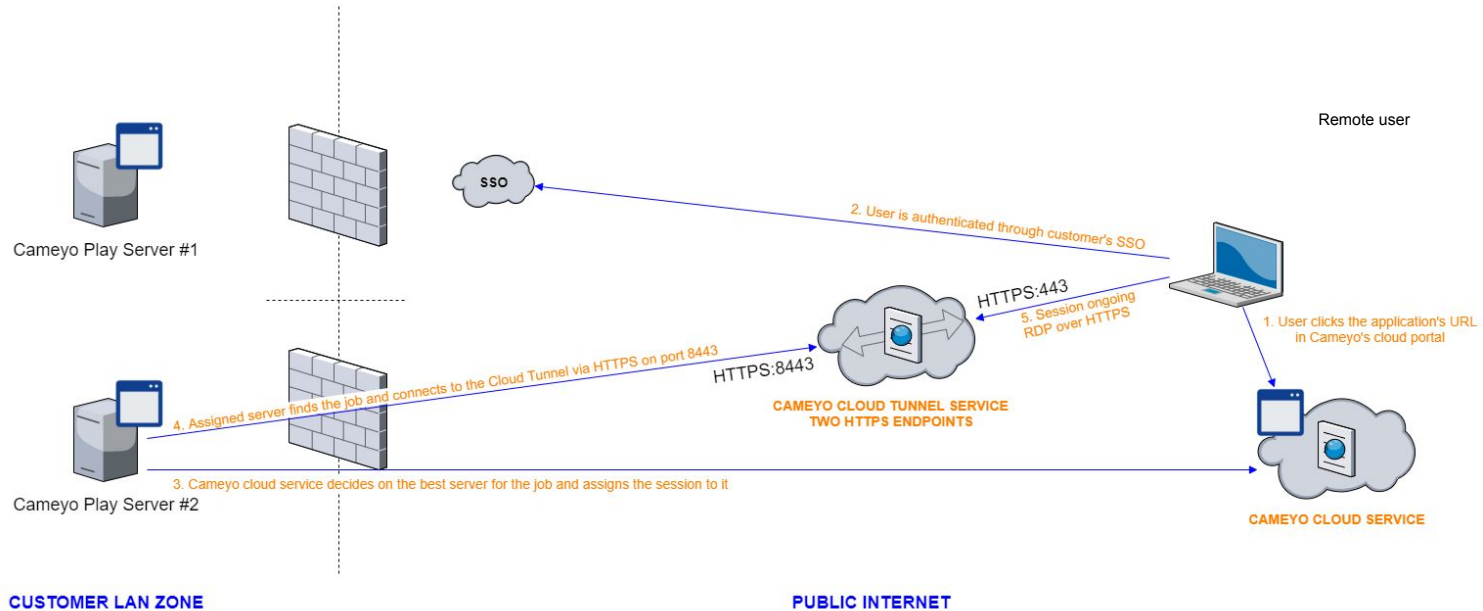 Remote user
SSO
Cameyo Play Server #1
2. User is authenticated through customer's SSO
HTTPS:443
5. Session ongoing
RDP over HTTPS
1. User clicks the application's URL
in Cameyo's cloud portal
4. Assigned server finds the job and connects to the Cloud Tunnel via HTTPS on port 8443
HTTPS:8443
CAMEYO CLOUD TUNNEL SERVICE
TWO HTTPS ENDPOINTS
3. Cameyo cloud service decides on the best server for the job and assigns the session to it
Cameyo Play Server #2
CAMEYO CLOUD SERVICE
CUSTOMER LAN ZONE
PUBLIC INTERNET